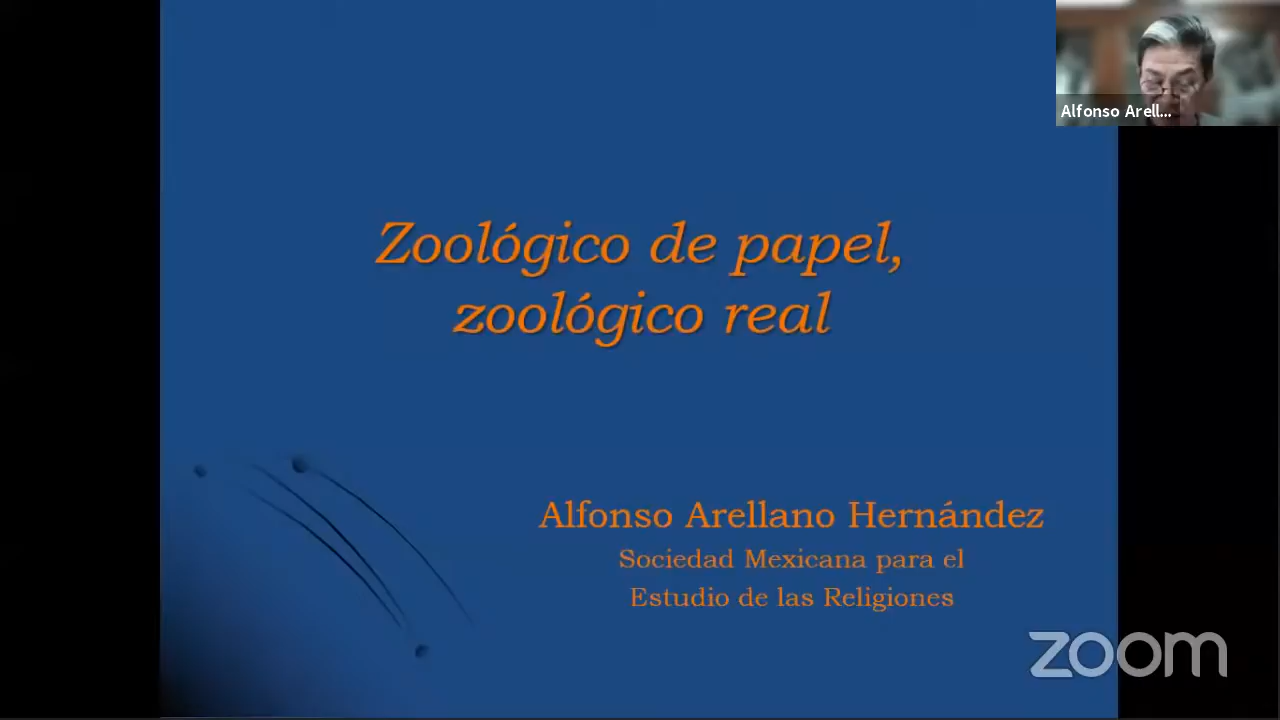 Alfonso Arell...
Zoológico de papel,
zoológico real
Alfonso Arellano Hernández
Sociedad Mexicana para el
Estudio de las Religiones
zoom